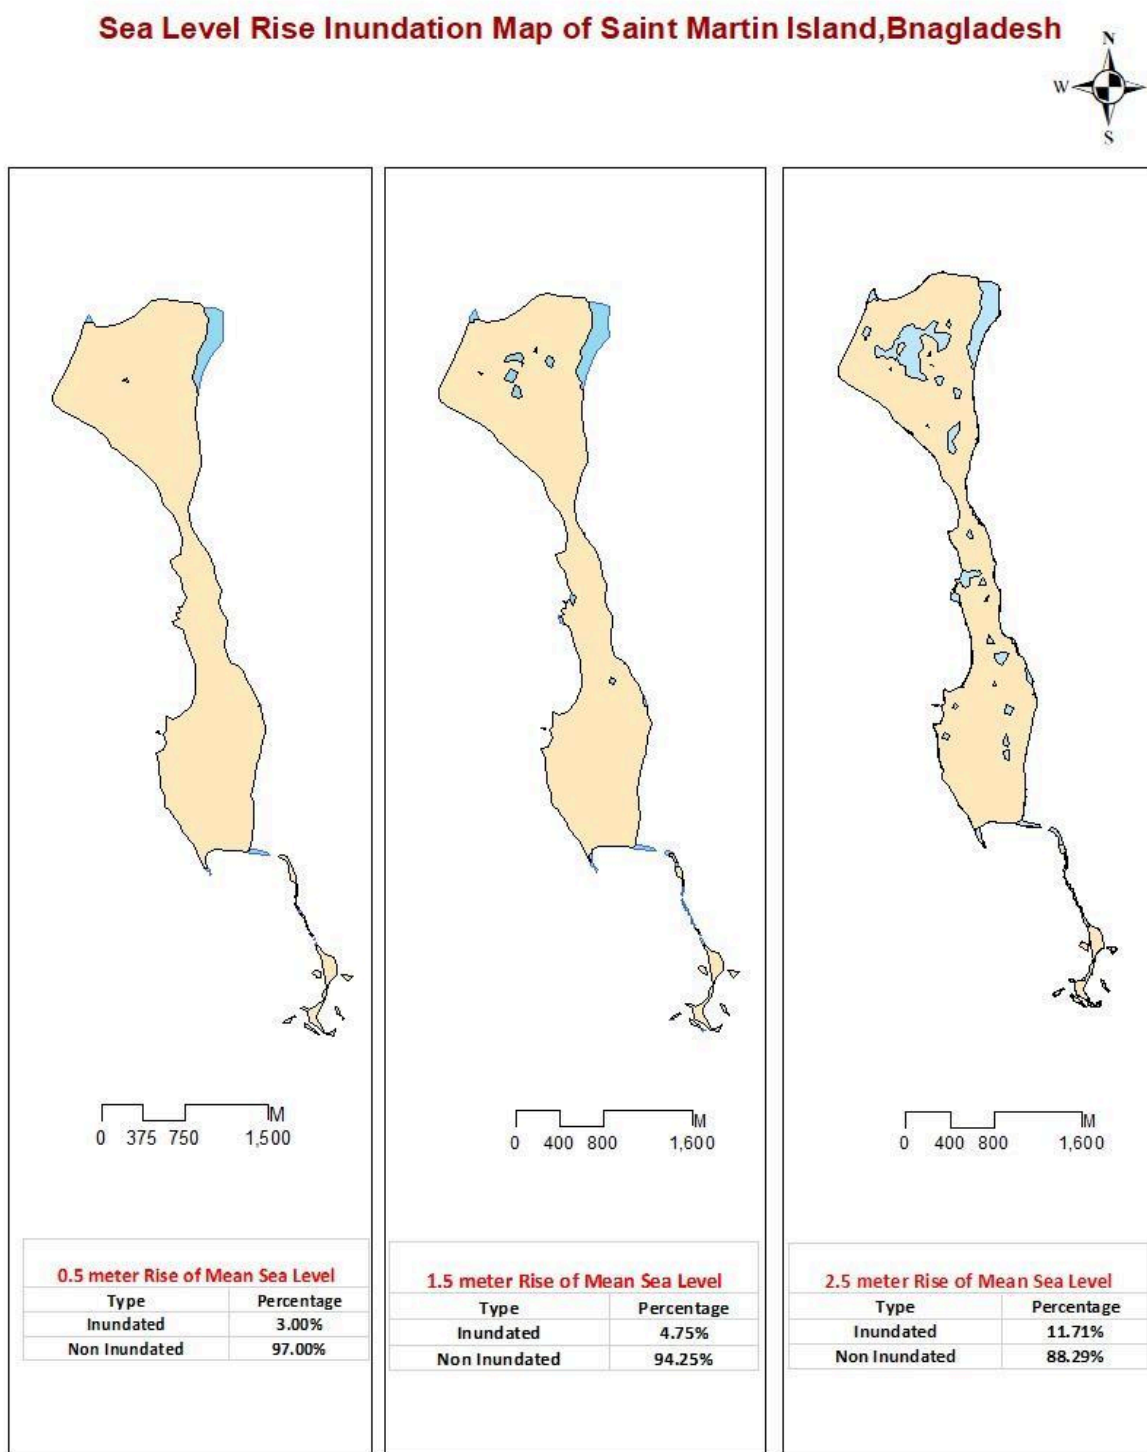 Sea Level Rise Inundation Map of Saint Martin Island,Bnagladesh
N
W
S
M
0 375 750 1,500
M
0 400 800 1,600
M
0 400 800 1,600
0.5 meter Rise of Mean Sea Level
Type Percentage
Inundated 3.00%
Non Inundated 97.00%
1.5 meter Rise of Mean Sea Level
Type Percentage
Inundated 4.75%
Non Inundated 94.25%
2.5 meter Rise of Mean Sea Level
Type Percentage
Inundated 11.71%
Non Inundated 88.29%